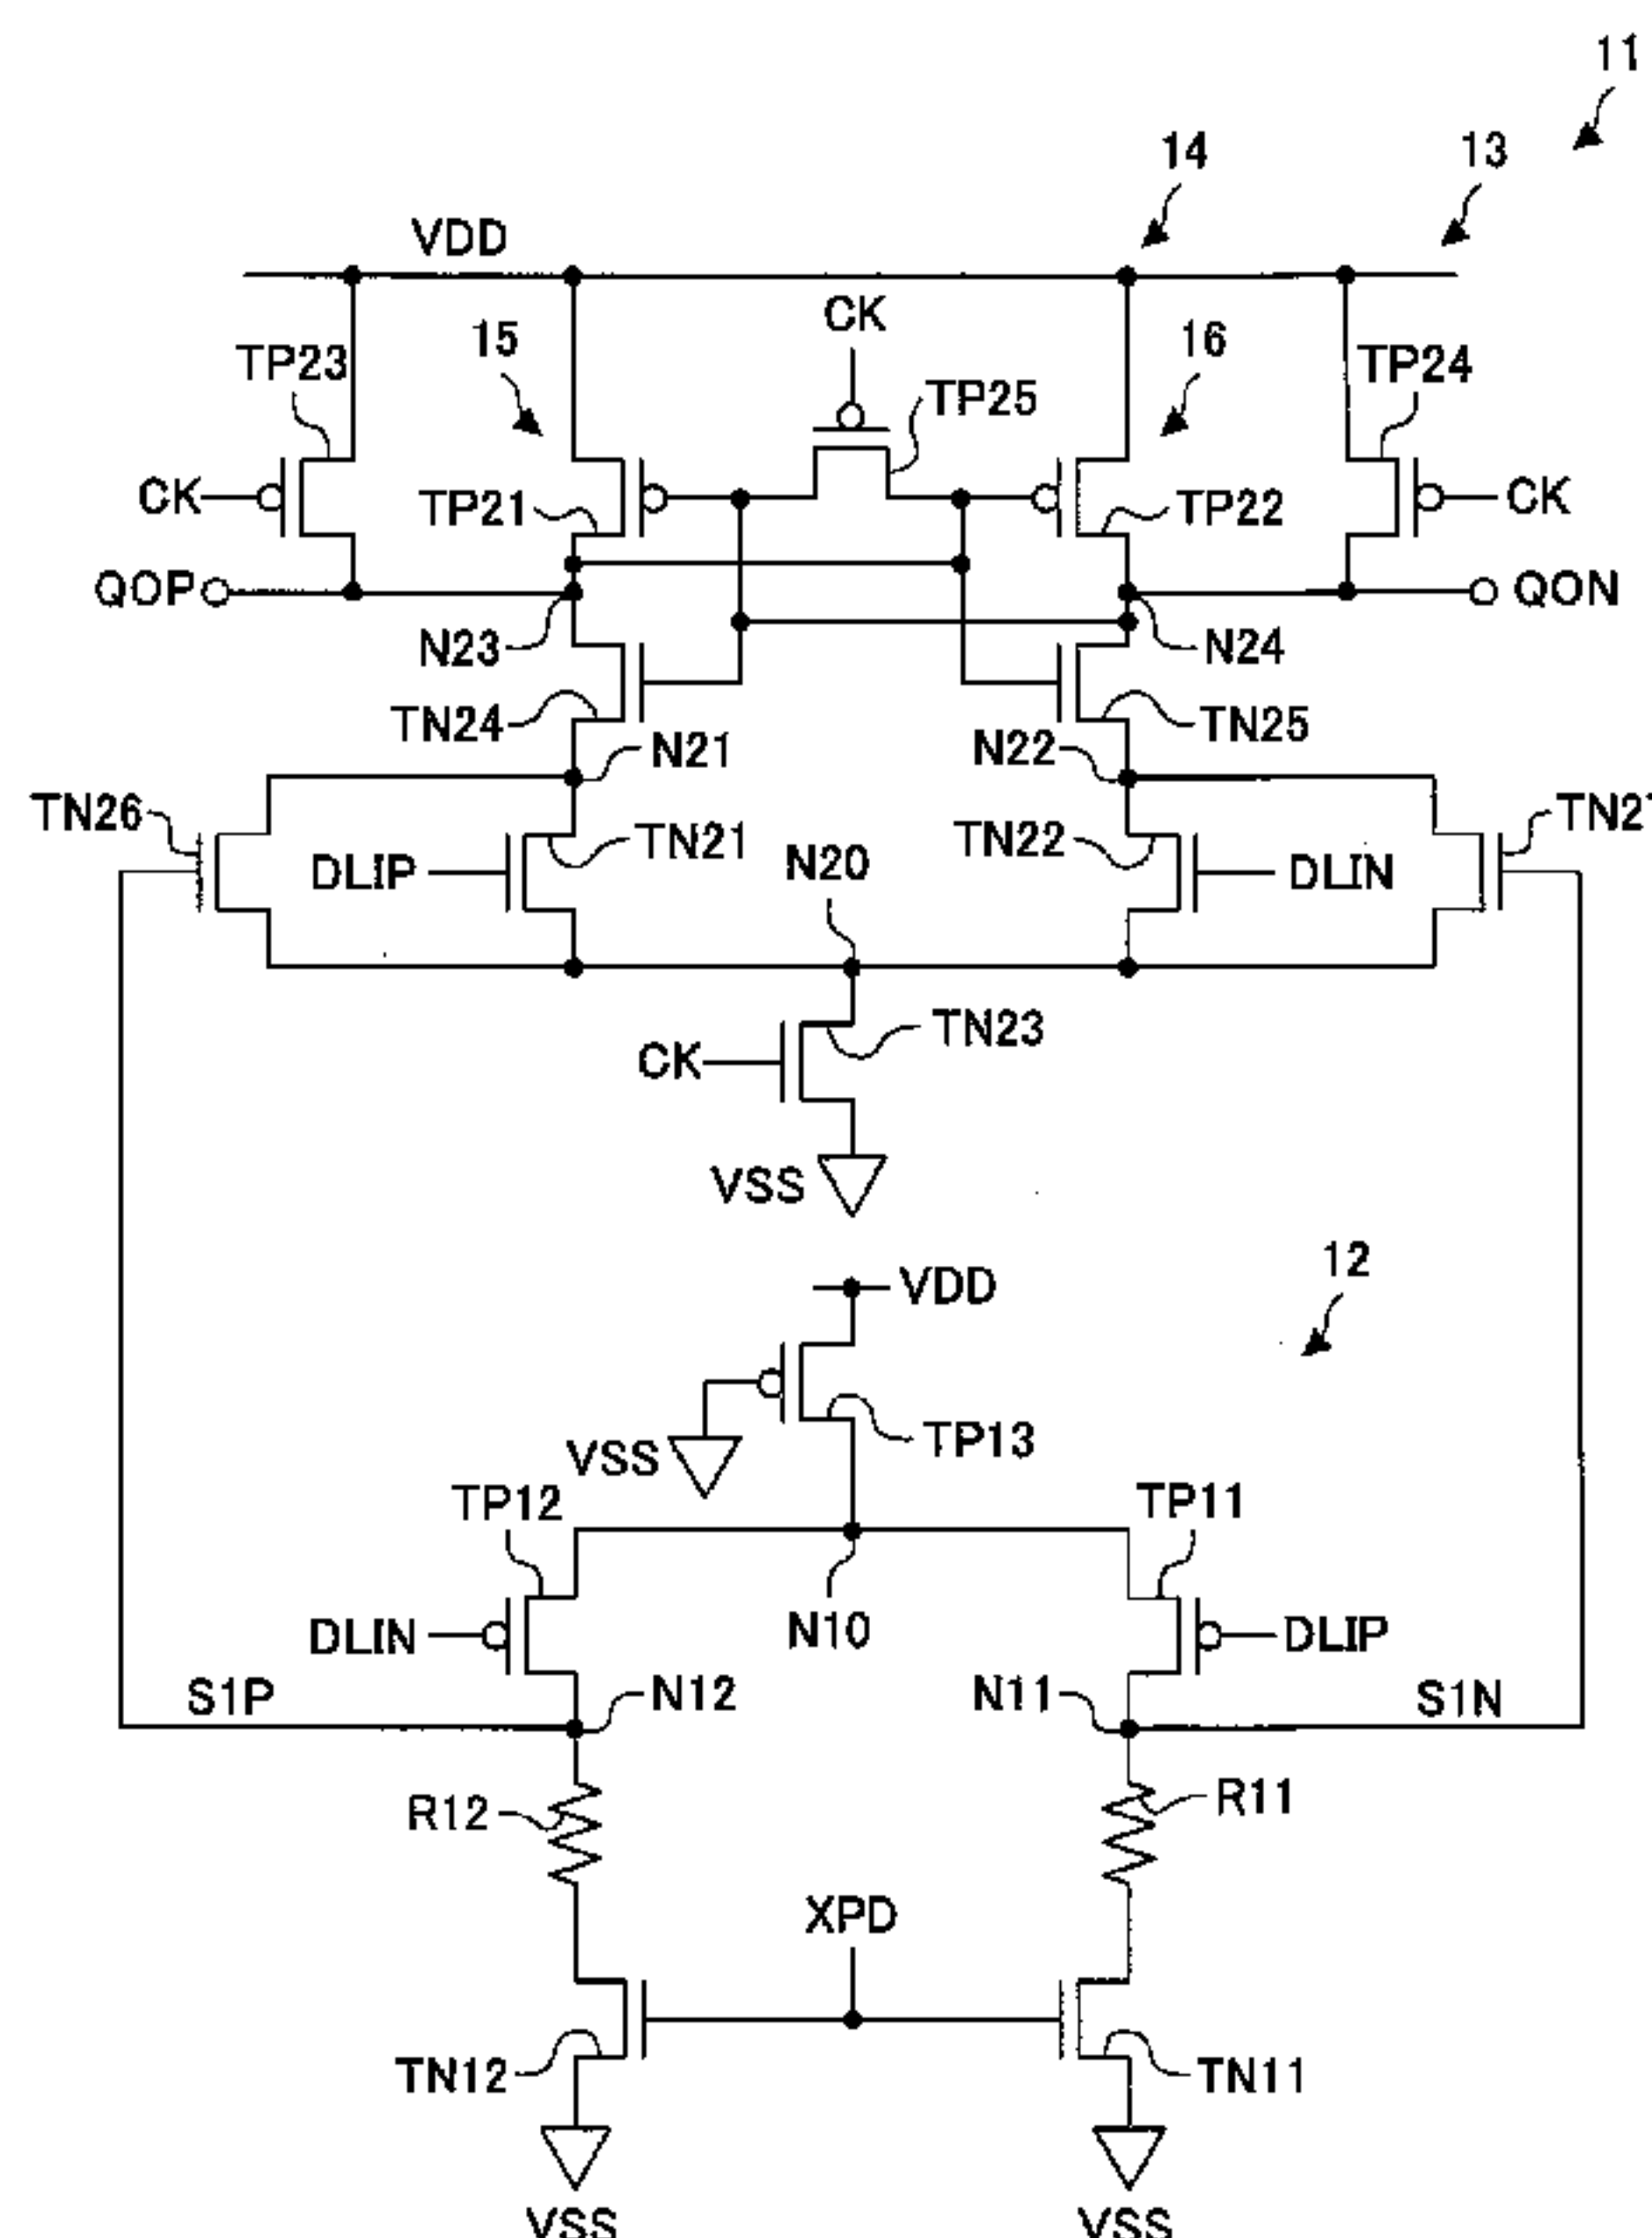 11
14
13
VDD
CK
15
16
TP23
TP24
TP25
CK
TP21
TP22
CK
QOP
QON
N23
N24
TN24
TN25
N21
N22
TN26
TN21
TN22
DLIP
N20
DLIN
TN23
CK
VSS
12
VDD
VSS
TP13
TP12
TP11
DLIN
N10
DLIP
S1P
N12
N11
S1N
R12
R11
XPD
TN12
TN11
VSS
VSS